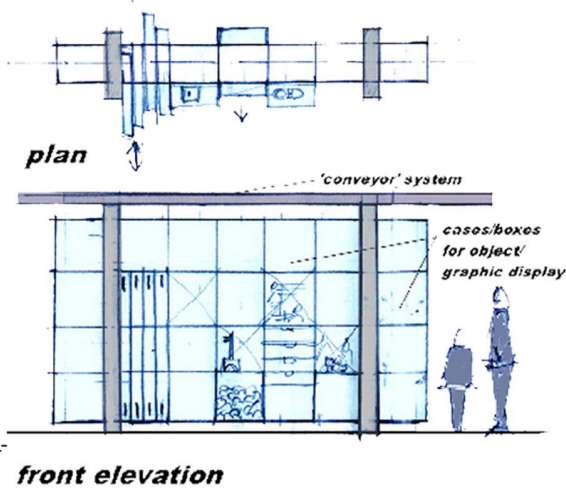 plan
'conveyor' system
cases/boxes
for object/
graphic display
front elevation